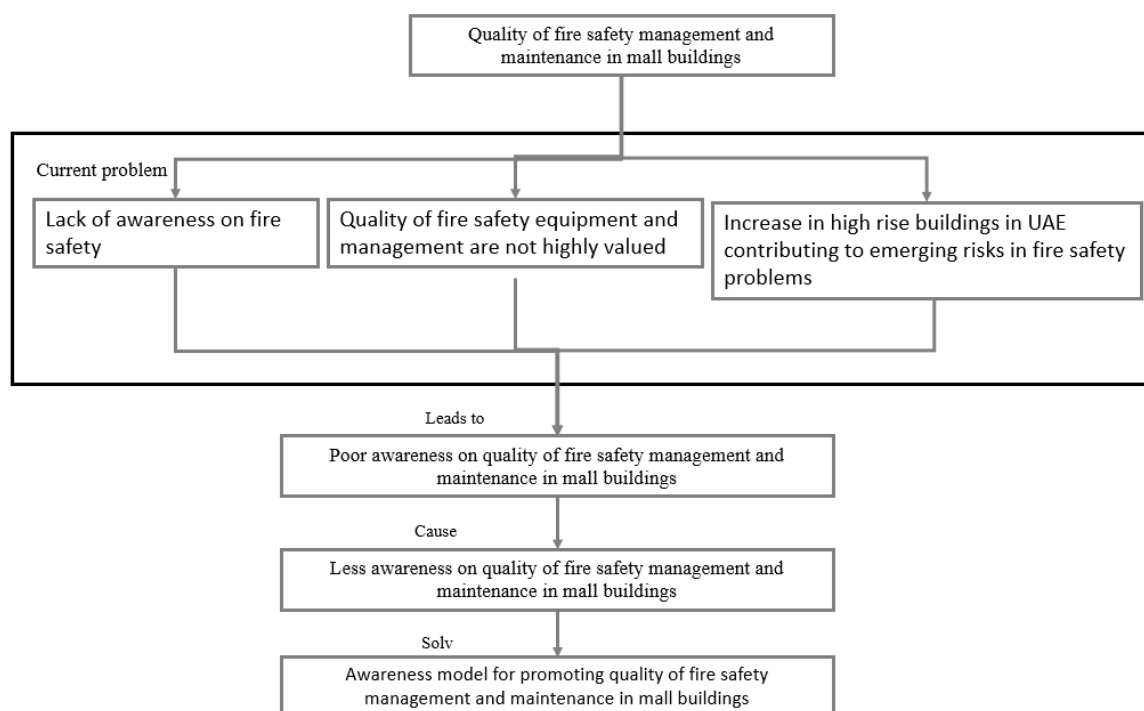 Quality of fire safety management and
maintenance in mall buildings
Current problem
Lack of awareness on fire
safety
Quality of fire safety equipment and
management are not highly valued
Increase in high rise buildings in UAE
contributing to emerging risks in fire safety
problems
Leads to
Poor awareness on quality of fire safety management and
maintenance in mall buildings
Cause
Less awareness on quality of fire safety management and
maintenance in mall buildings
Solv
Awareness model for promoting quality of fire safety
management and maintenance in mall buildings